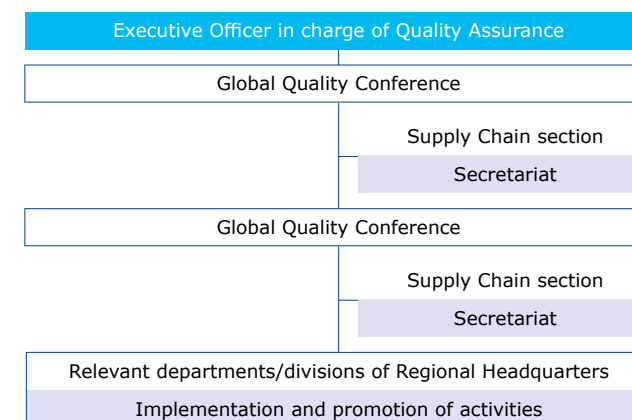 Executive Officer in charge of Quality Assurance
Global Quality Conference
Supply Chain section
Secretariat
Global Quality Conference
Supply Chain section
Secretariat
Relevant departments/divisions of Regional Headquarters
Implementation and promotion of activities